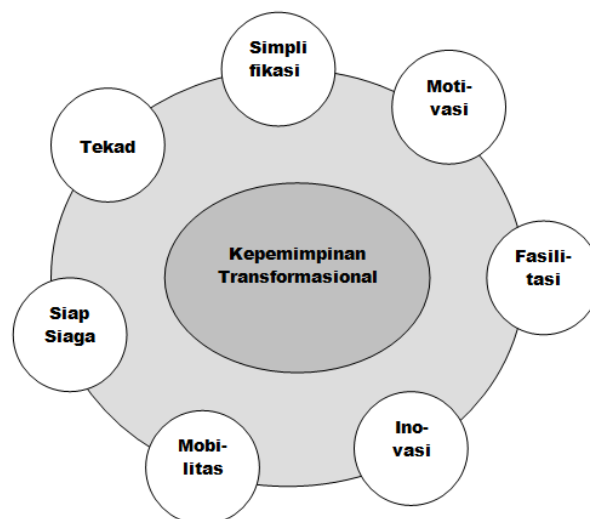 Simpli
fikasi
Moti-
vasi
Tekad
Kepemimpinan
Transformasional
Fasili-
tasi
Siap
Siaga
Ino-
vasi
Mobi-
litas